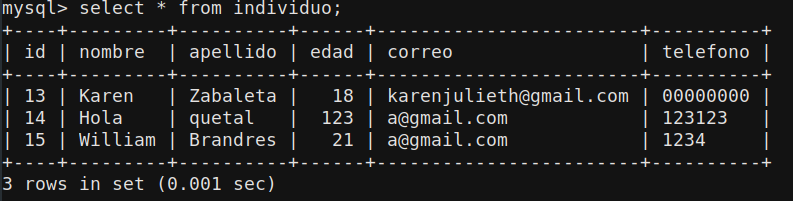 mysql> select * from individuo;
+----+---------+----------+------+------------------------+----------+
| id | nombre  | apellido | edad | correo                 | telefono |
+----+---------+----------+------+------------------------+----------+
| 13 | Karen   | Zabaleta |   18 | karenjulieth@gmail.com | 00000000 |
| 14 | Hola    | quetal   |  123 | a@gmail.com            | 123123   |
| 15 | William | Brandres |   21 | a@gmail.com            | 1234     |
+----+---------+----------+------+------------------------+----------+
3 rows in set (0.001 sec)